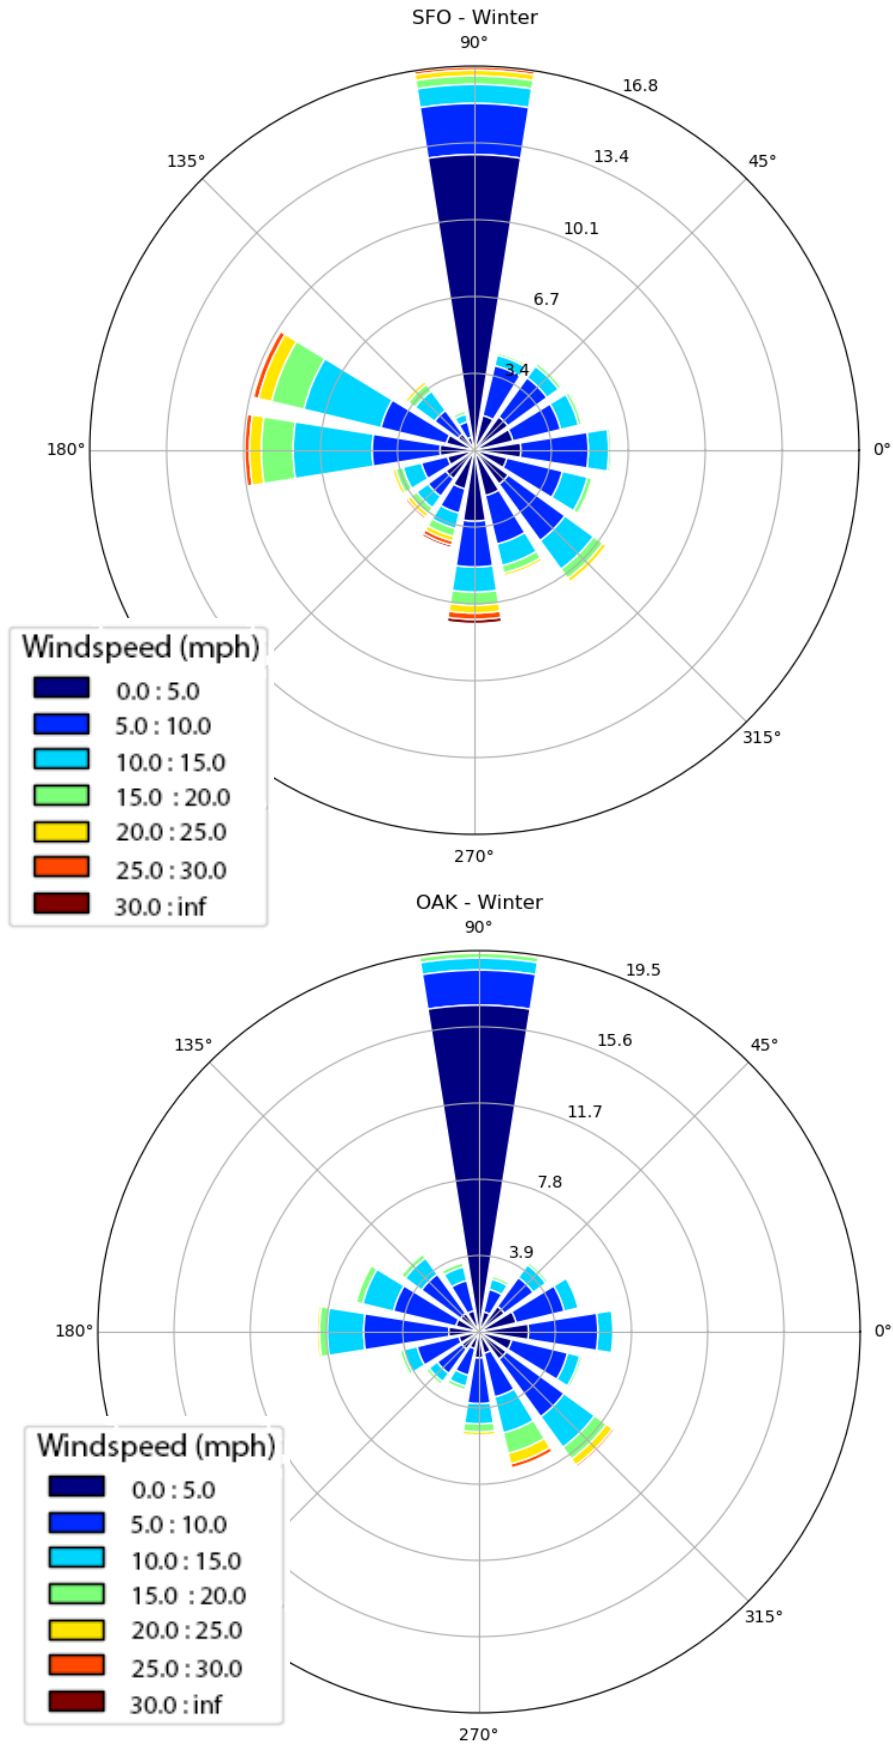 SFO - Winter
90°
16.8
135°
13.4
45°
10.1
6.7
3.4
180°
0°
Windspeed (mph)
0.0 : 5.0
5.0 : 10.0
315°
10.0 : 15.0
15.0 : 20.0
20.0 : 25.0
270°
25.0 : 30.0
30.0 : inf
OAK - Winter
90°
19.5
135°
15.6
45°
11.7
7.8
3.9
180°
0°
Windspeed (mph)
0.0 : 5.0
5.0 : 10.0
10.0 : 15.0
15.0 : 20.0
315°
20.0 : 25.0
25.0 : 30.0
30.0 : inf
270°